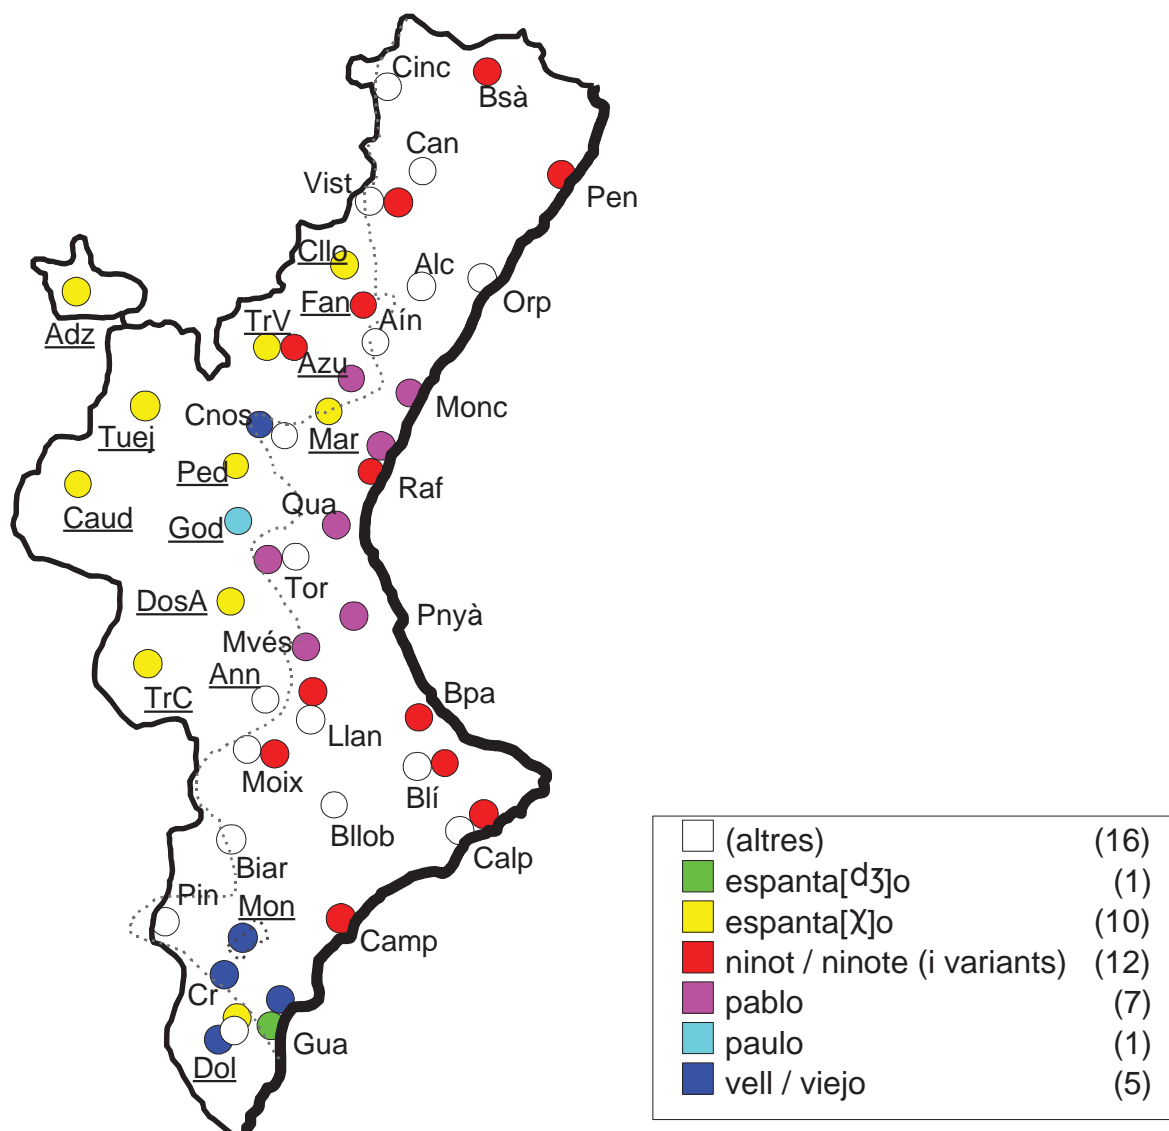 Cinc
Bsà
Can
Vist
Pen
Cllo
Alc
Orp
Fan
Aín
TrV
Adz
Azu
Monc
Cnos
Tuej
Mar
Ped
Raf
Caud
Qua
God
Tor
DosA
Pnyà
Mvés
Ann
TrC
Bpa
Llan
Moix
Blí
Bllob
Calp
Biar
Pin
Mon
Camp
Cr
Gua
Dol
(altres) (16)
espanta[dʒ]o (1)
espanta[χ]o (10)
ninot / ninote (i variants) (12)
pablo (7)
paulo (1)
vell / viejo (5)